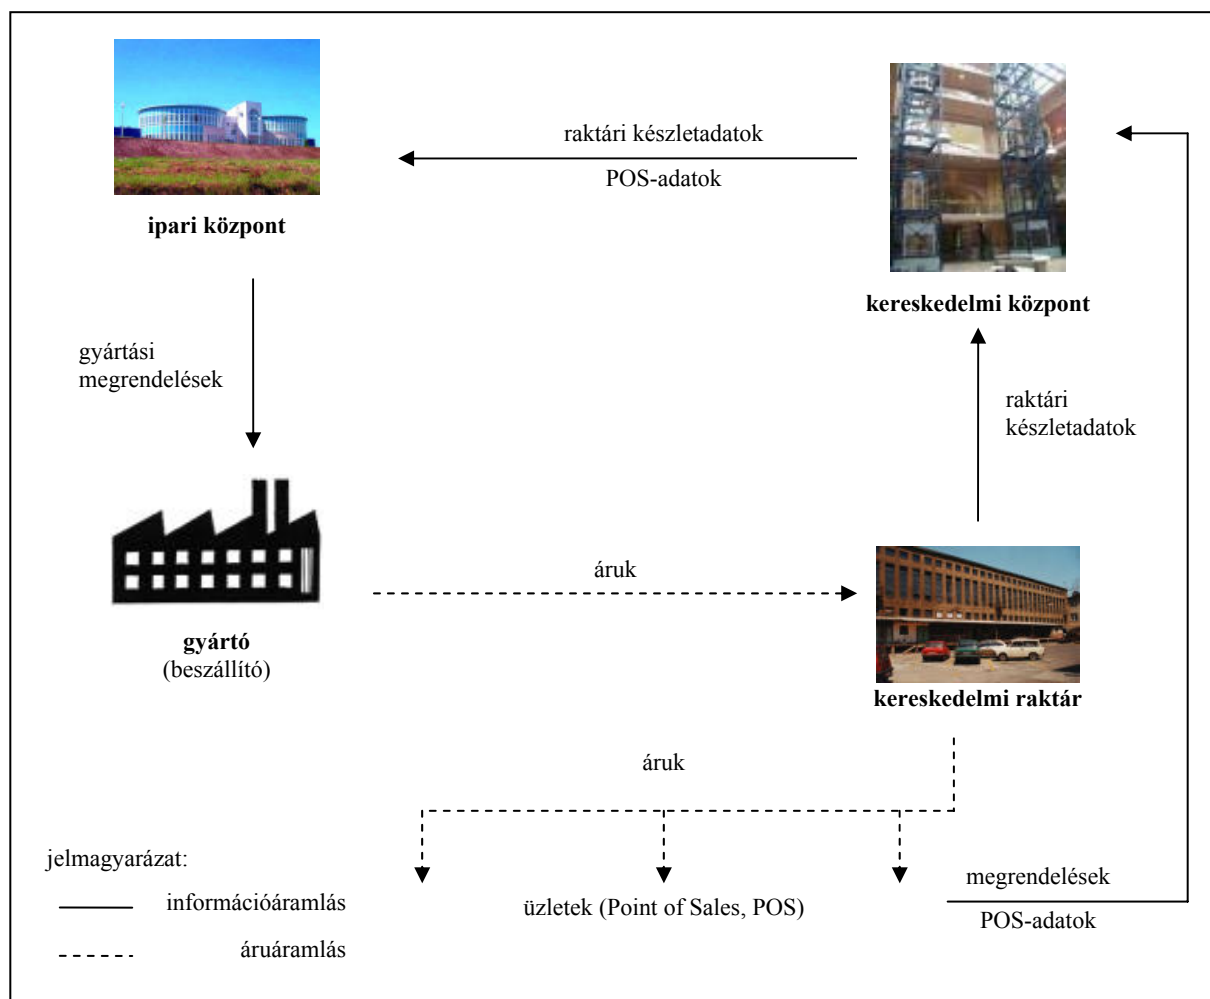 raktári készletadatok
POS-adatok
ipari központ
kereskedelmi központ
gyártási
megrendelések
raktári
készletadatok
áruk
gyártó
(beszállító)
kereskedelmi raktár
áruk
jelmagyarázat:
információáramlás
áruáramlás
üzletek (Point of Sales, POS)
megrendelések
POS-adatok